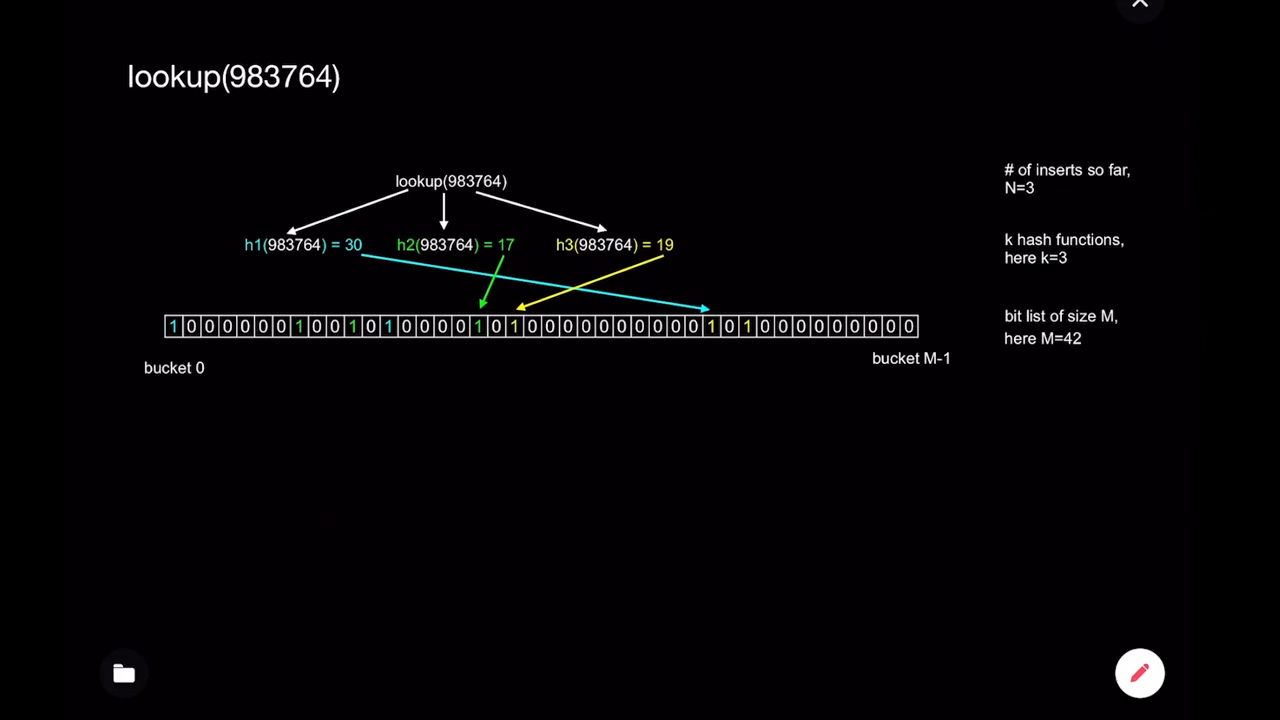 lookup(983764)
lookup(983764)
h1(983764) = 30 h2(983764) = 17 h3(983764) = 19
1 0 0 0 0 0 0 1 0 0 1 0 1 0 0 0 0 1 0 1 0 0 0 0 0 0 0 0 0 0 1 0 1 0 0 0 0 0 0 0 0 0
bucket 0
bucket M-1
# of inserts so far,
N=3
k hash functions,
here k=3
bit list of size M,
here M=42